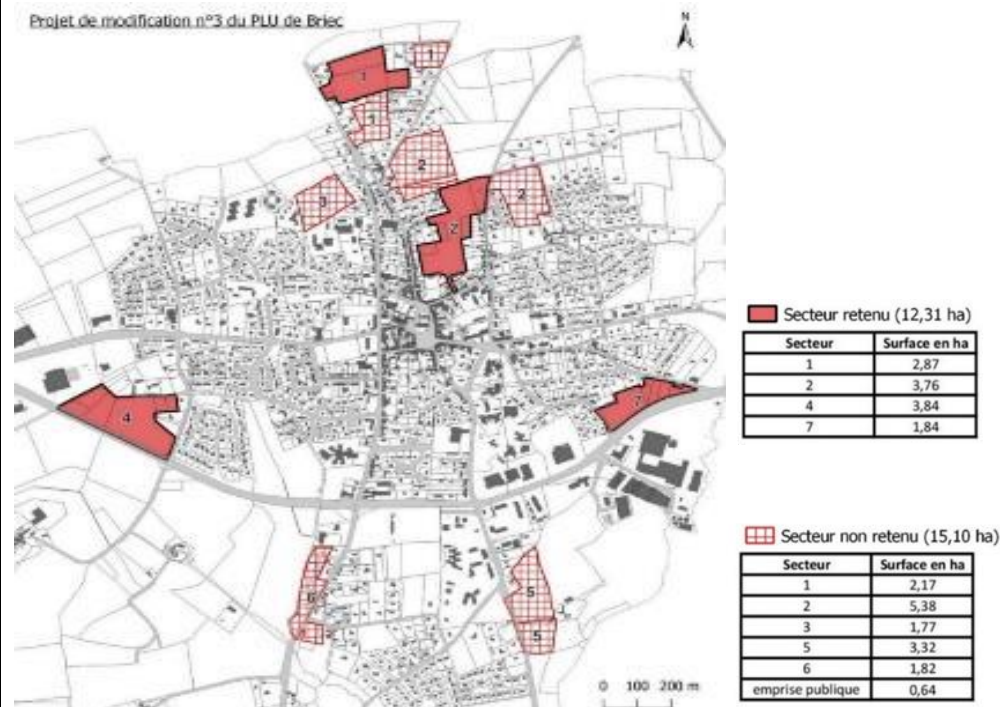 Projet de modification n°3 du PLU de Briec
N
1
1
1
2
3
2
2
4
7
6
5
5
0 100 200 m
Secteur retenu (12,31 ha)
Secteur Surface en ha
1 2,87
2 3,76
4 3,84
7 1,84
Secteur non retenu (15,10 ha)
Secteur Surface en ha
1 2,17
2 5,38
3 1,77
5 3,32
6 1,82
emprise publique 0,64